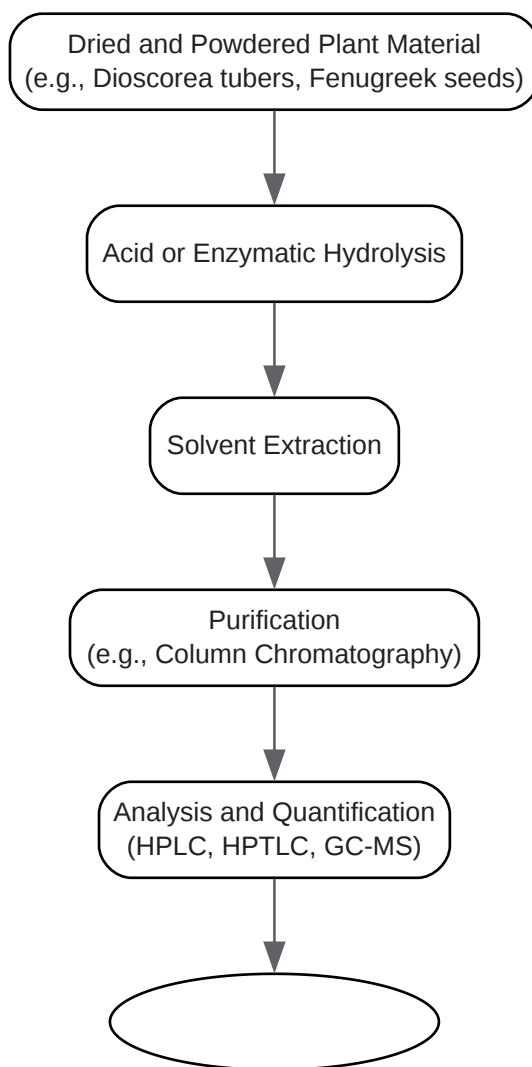 Dried and Powdered Plant Material
(e.g., Dioscorea tubers, Fenugreek seeds)
Acid or Enzymatic Hydrolysis
Solvent Extraction
Purification
(e.g., Column Chromatography)
Analysis and Quantification
(HPLC, HPTLC, GC-MS)